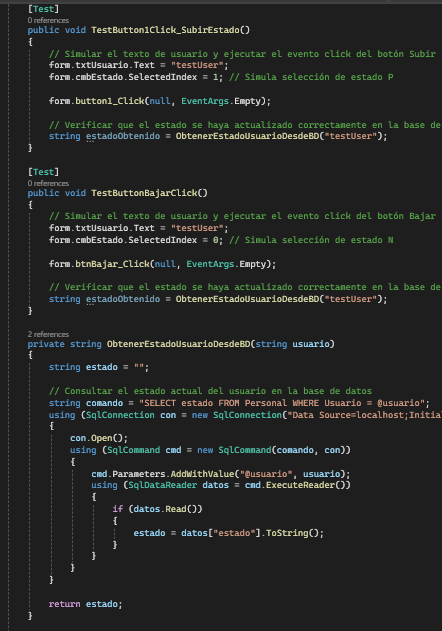 [Test]
0 references
public void TestButton1Click_SubirEstado()
{
// Simular el texto de usuario y ejecutar el evento click del botón Subir
form.txtUsuario.Text = "testUser";
form.cmbEstado.SelectedIndex = 1; // Simula selección de estado P
form.button1_Click(null, EventArgs.Empty);
// Verificar que el estado se haya actualizado correctamente en la base de
string estadoObtenido = ObtenerEstadoUsuarioDesdeBD("testUser");
}
[Test]
0 references
public void TestButtonBajarClick()
{
// Simular el texto de usuario y ejecutar el evento click del botón Bajar
form.txtUsuario.Text = "testUser";
form.cmbEstado.SelectedIndex = 0; // Simula selección de estado N
form.btnBajar_Click(null, EventArgs.Empty);
// Verificar que el estado se haya actualizado correctamente en la base de
string estadoObtenido = ObtenerEstadoUsuarioDesdeBD("testUser");
}
2 references
private string ObtenerEstadoUsuarioDesdeBD(string usuario)
{
string estado = "";
// Consultar el estado actual del usuario en la base de datos
string comando = "SELECT estado FROM Personal WHERE Usuario = @usuario";
using (SqlConnection con = new SqlConnection("Data Source=localhost;Initia
{
con.Open();
using (SqlCommand cmd = new SqlCommand(comando, con))
{
cmd.Parameters.AddWithValue("@usuario", usuario);
using (SqlDataReader datos = cmd.ExecuteReader())
{
if (datos.Read())
{
estado = datos["estado"].ToString();
}
}
}
}
return estado;
}